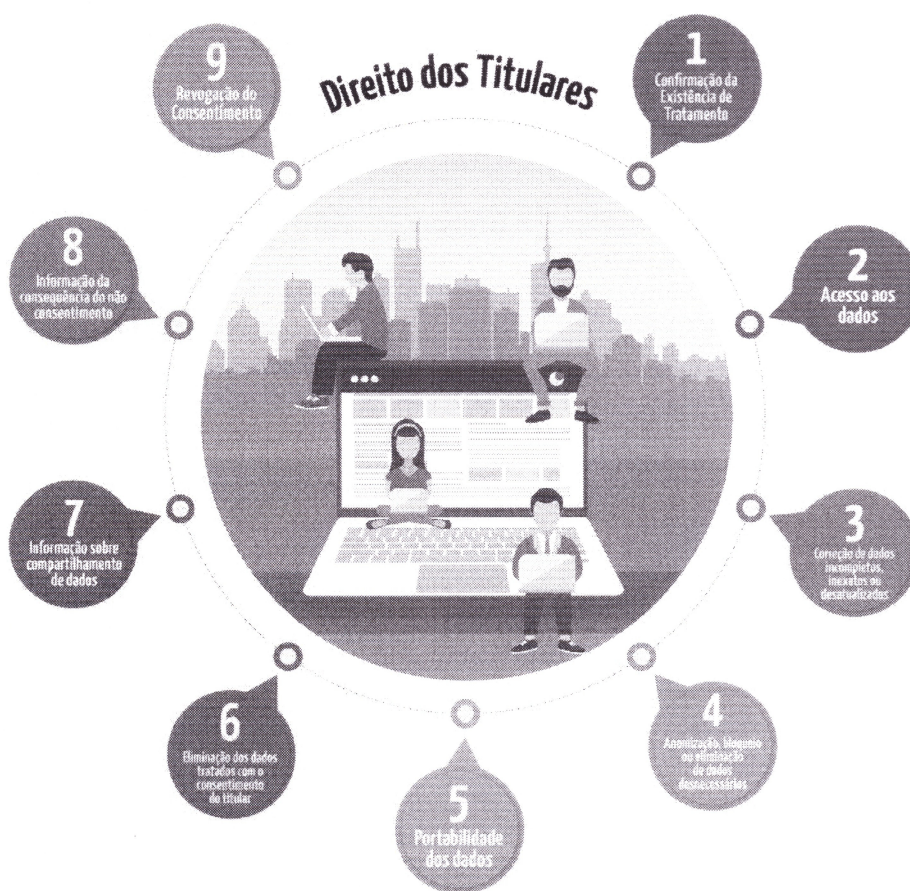 Direito dos Titulares
1
Confirmação da
Existência de
Tratamento
2
Acesso aos
dados
3
Correção de dados
incompletos,
inexatos ou
desatualizados
4
Anonização, bloqueio
ou eliminação
de dados
desnecessários
5
Portabilidade
dos dados
6
Eliminação dos dados
tratados com o
consentimento
do titular
7
Informação sobre
compartilhamento
de dados
8
Informação da
consequência do não
consentimento
9
Revogação do
Consentimento